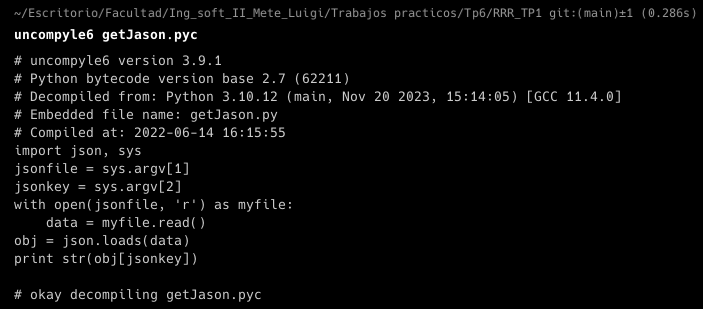 ~/Escritorio/Facultad/Ing_soft_II_Mete_Luigi/Trabajos practicos/Tp6/RRR_TP1 git:(main)±1 (0.286s)
uncompyle6 getJason.pyc
# uncompyle6 version 3.9.1
# Python bytecode version base 2.7 (62211)
# Decompiled from: Python 3.10.12 (main, Nov 20 2023, 15:14:05) [GCC 11.4.0]
# Embedded file name: getJason.py
# Compiled at: 2022-06-14 16:15:55
import json, sys
jsonfile = sys.argv[1]
jsonkey = sys.argv[2]
with open(jsonfile, 'r') as myfile:
    data = myfile.read()
obj = json.loads(data)
print str(obj[jsonkey])
# okay decompiling getJason.pyc